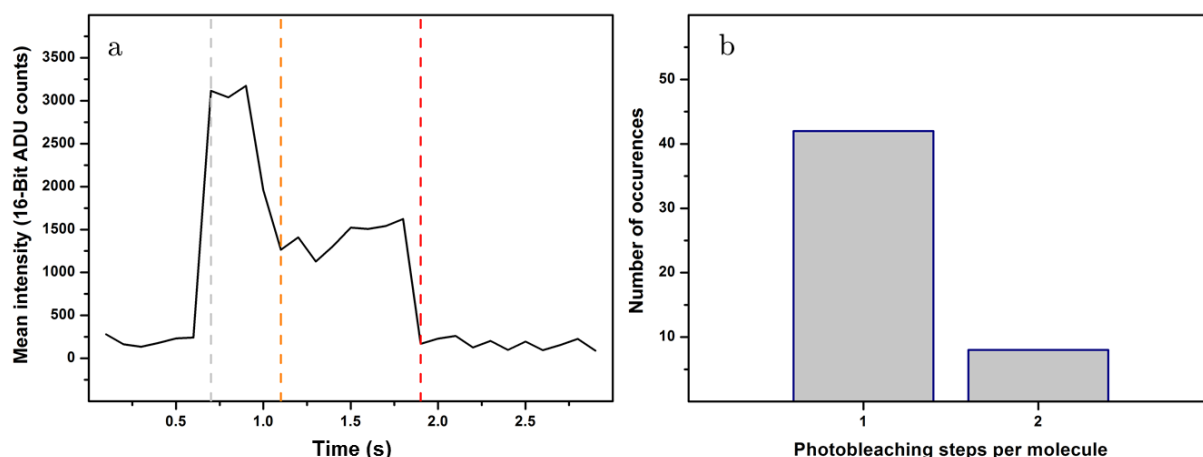 a
Mean intensity (16-Bit ADU counts)
3500
3000
2500
2000
1500
1000
500
0
0.5 1.0 1.5 2.0 2.5
Time (s)
b
Number of occurences
50
40
30
20
10
1 2
Photobleaching steps per molecule